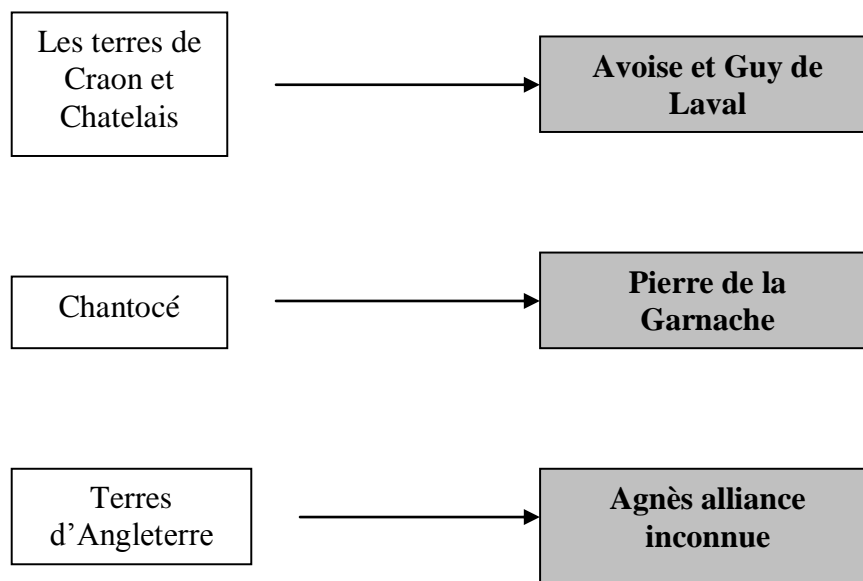 Les terres de
Craon et
Chatelais
Avoise et Guy de
Laval
Chantocé
Pierre de la
Garnache
Terres
d’Angleterre
Agnès alliance
inconnue